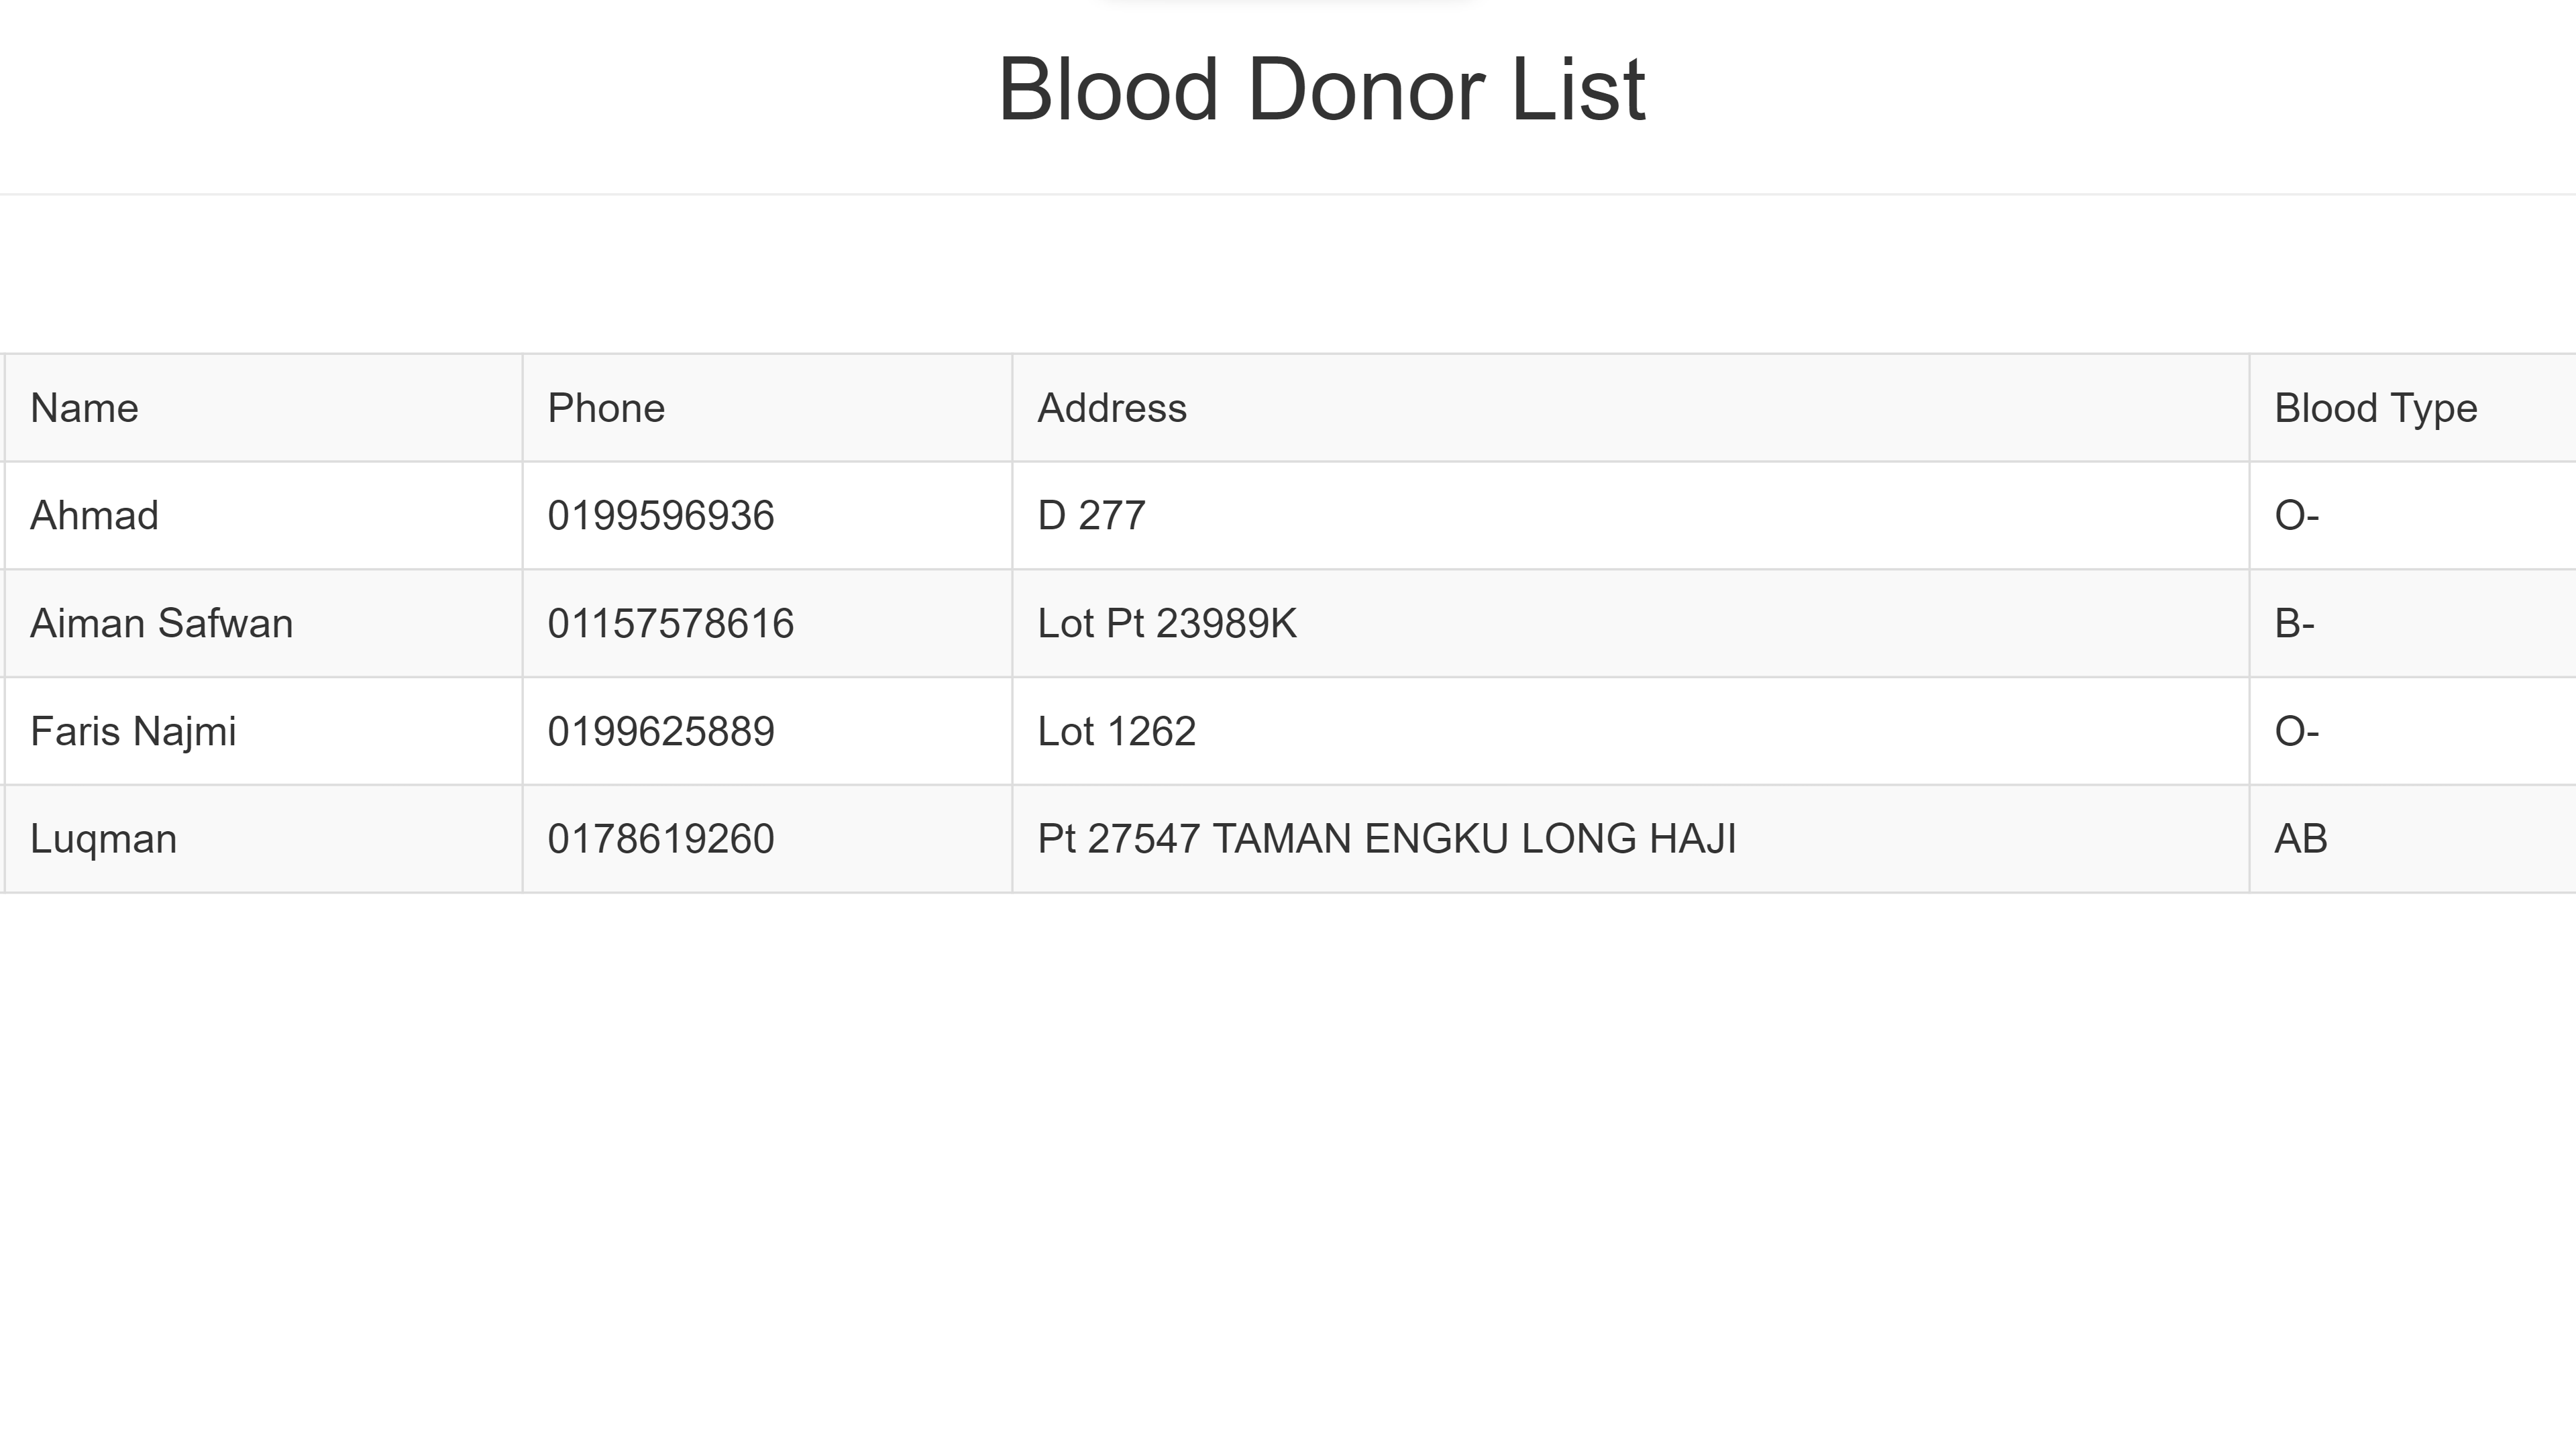 Blood Donor List
Name Phone Address Blood Type
Ahmad 0199596936 D 277 O-
Aiman Safwan 01157578616 Lot Pt 23989K B-
Faris Najmi 0199625889 Lot 1262 O-
Luqman 0178619260 Pt 27547 TAMAN ENGKU LONG HAJI AB